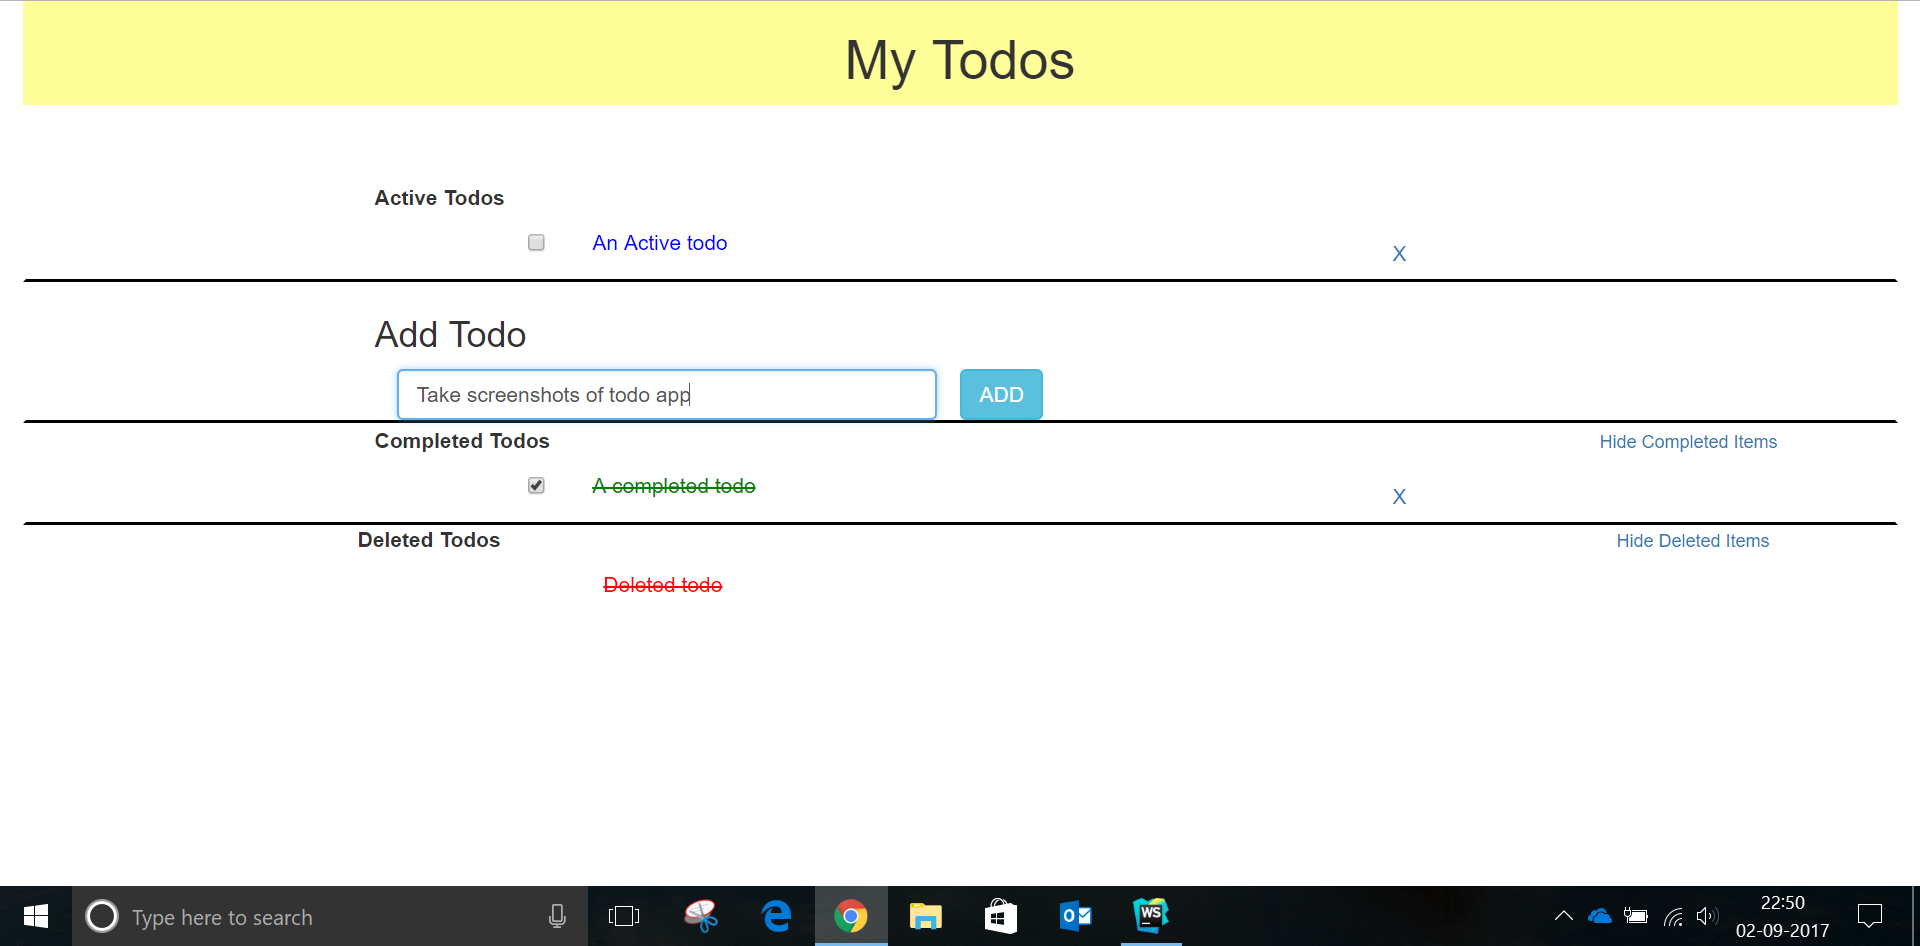 My Todos
Active Todos
An Active todo X
Add Todo
Take screenshots of todo app ADD
Completed Todos Hide Completed Items
A completed todo X
Deleted Todos Hide Deleted Items
Deleted todo
Type here to search
WS
22:50
02-09-2017